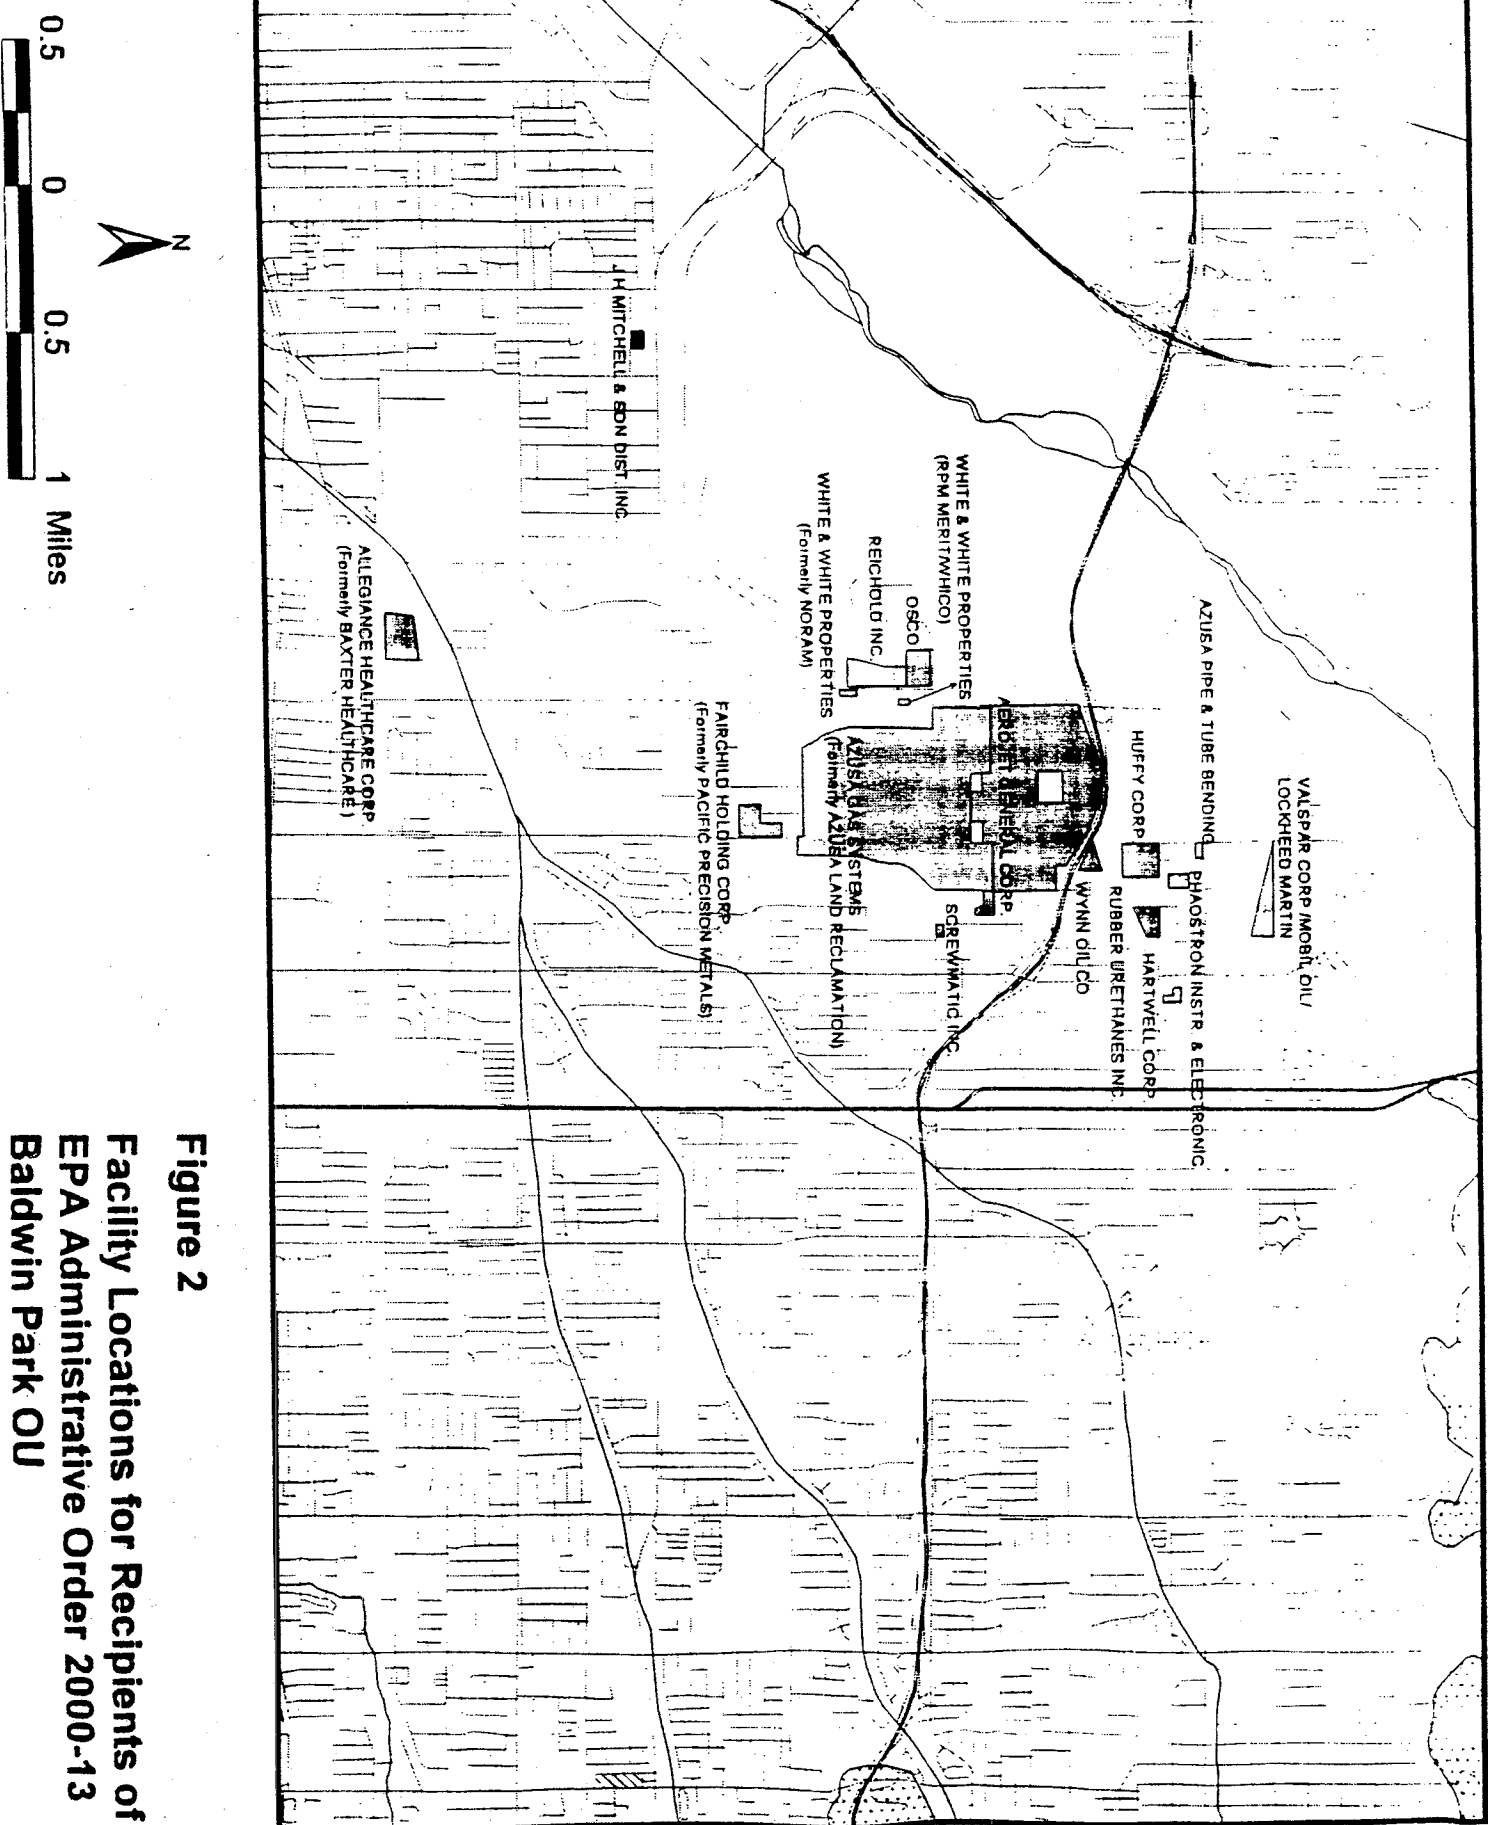 VALSPAR CORP /MOBIL OIL/
LOCKHEED MARTIN
AZUSA PIPE & TUBE BENDING
PHAOSTRON INSTR & ELECTRONIC
HUFFY CORP
HARTWELL CORP
RUBBER URETHANES INC
WYNN OIL CO
AEROJET GENERAL CORP.
WHITE & WHITE PROPERTIES
(RPM MERIT/WHICO)
SCREWMATIC INC
OSCO
REICHOLD INC.
AZUSA GAS SYSTEMS
(Formerly AZUSA LAND RECLAMATION)
WHITE & WHITE PROPERTIES
(Formerly NORAM)
FAIRCHILD HOLDING CORP
(Formerly PACIFIC PRECISION METALS)
J H MITCHELL & SON DIST. INC.
ALLEGIANCE HEALTHCARE CORP
(Formerly BAXTER HEALTHCARE)
N
0.5 0 0.5 1 Miles
Figure 2
Facility Locations for Recipients of
EPA Administrative Order 2000-13
Baldwin Park OU